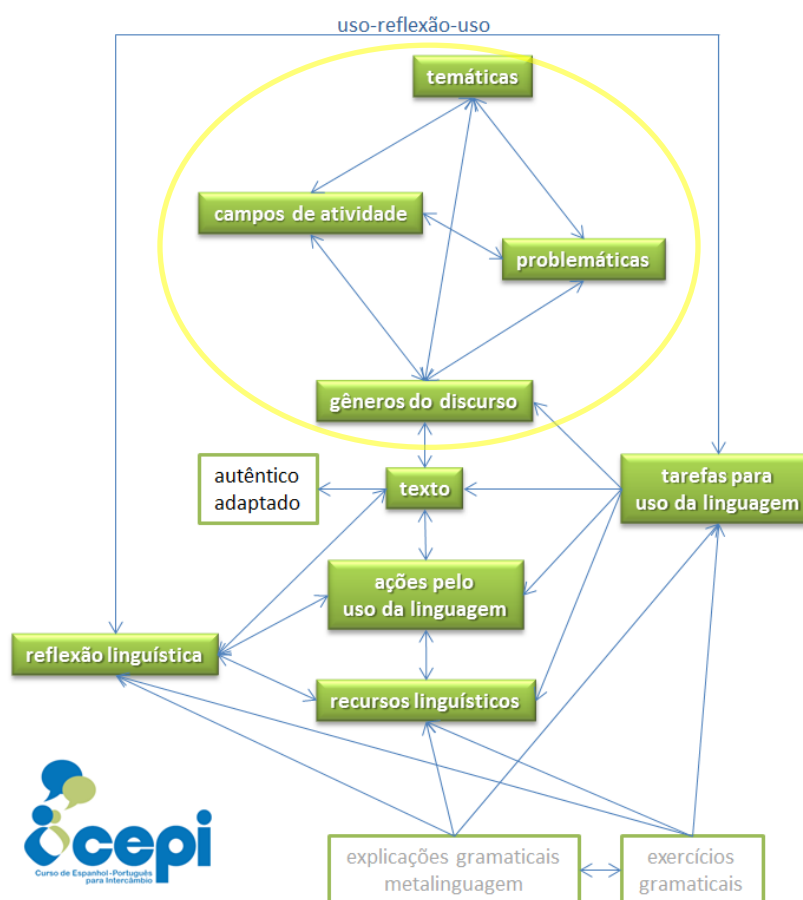 uso-reflexão-uso
temáticas
campos de atividade
problemáticas
gêneros do discurso
autêntico
adaptado
texto
tarefas para
uso da linguagem
ações pelo
uso da linguagem
reflexão linguística
recursos linguísticos
cepi
Curso de Espanhol-Português
para Intercâmbio
explicações gramaticais
metalinguagem
exercícios
gramaticais